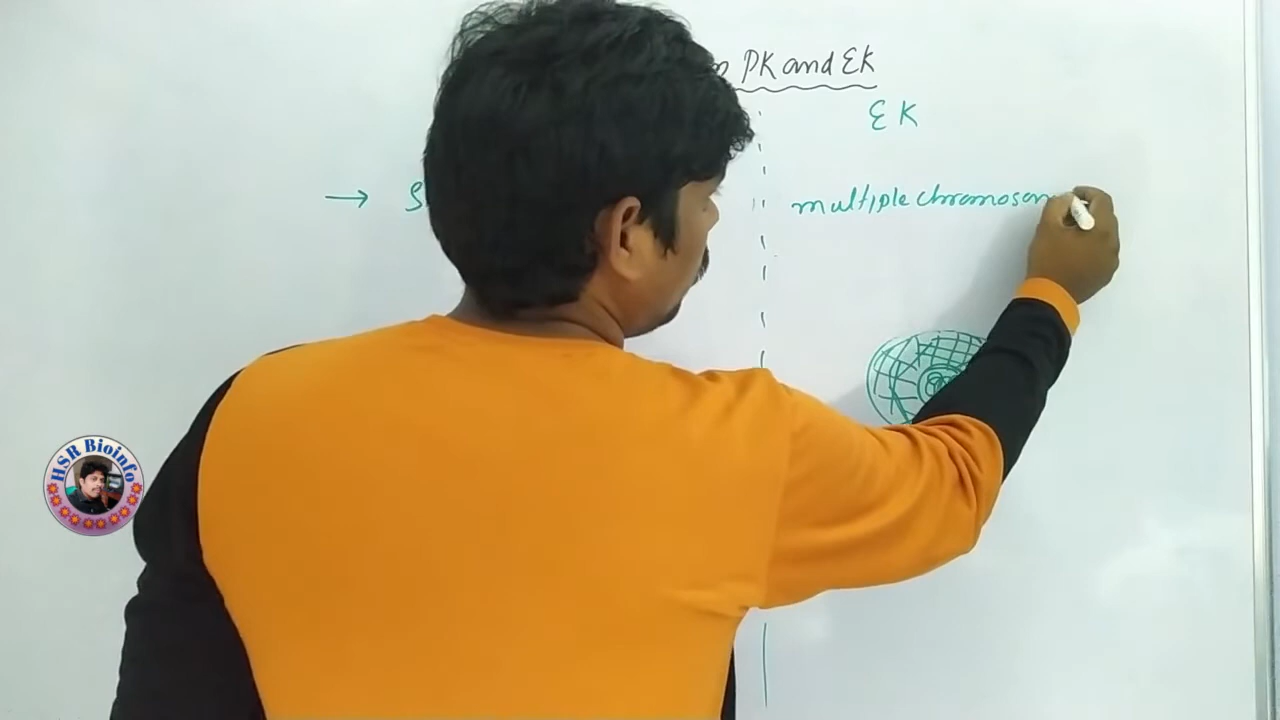 PK and EK
EK
→ S
multiple chromosom
HSR Bioinfo